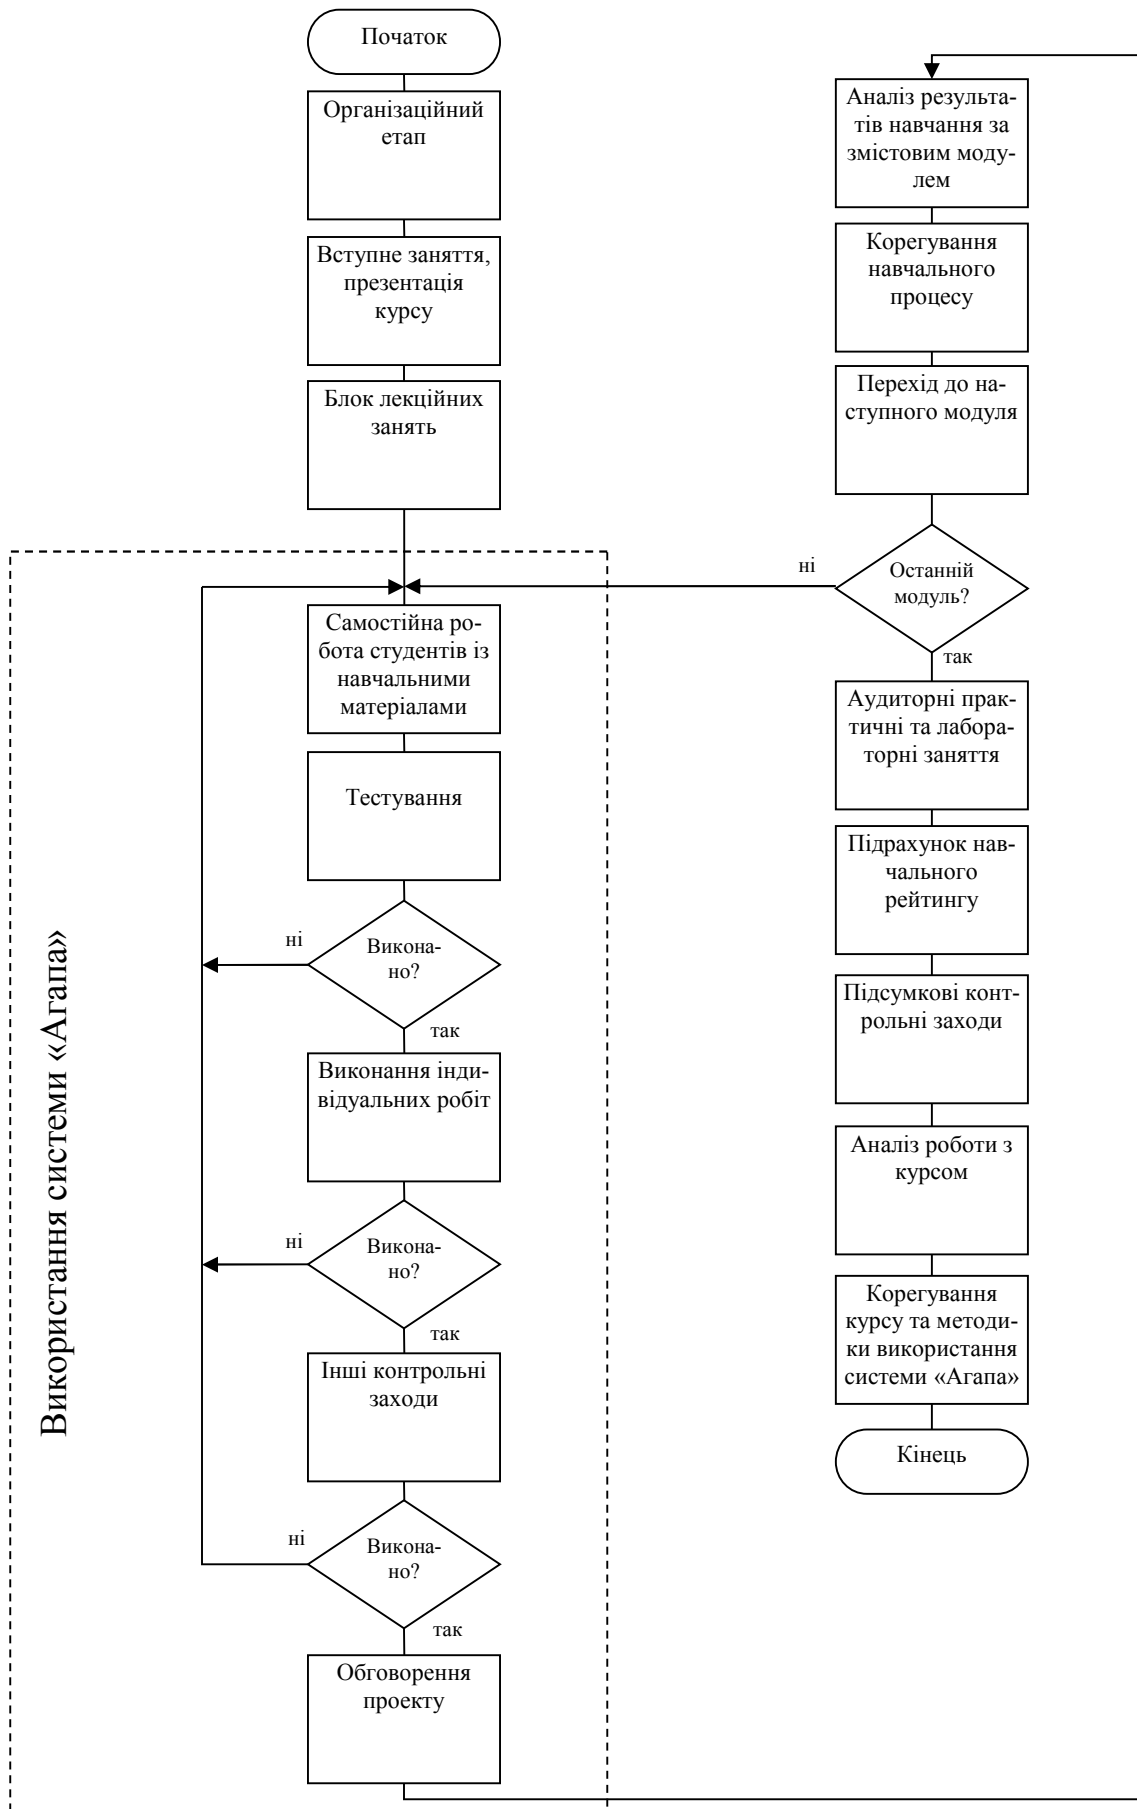 Початок
Організаційний
етап
Вступне заняття,
презентація
курсу
Блок лекційних
занять
Використання системи «Агапа»
Самостійна ро-
бота студентів із
навчальними
матеріалами
Тестування
ні
Викона-
но?
так
Виконання інди-
відуальних робіт
ні
Викона-
но?
так
Інші контрольні
заходи
ні
Викона-
но?
так
Обговорення
проекту
Аналіз результа-
тів навчання за
змістовим моду-
лем
Корегування
навчального
процесу
Перехід до на-
ступного модуля
ні
Останній
модуль?
так
Аудиторні прак-
тичні та лабора-
торні заняття
Підрахунок нав-
чального
рейтингу
Підсумкові конт-
рольні заходи
Аналіз роботи з
курсом
Корегування
курсу та методи-
ки використання
системи «Агапа»
Кінець